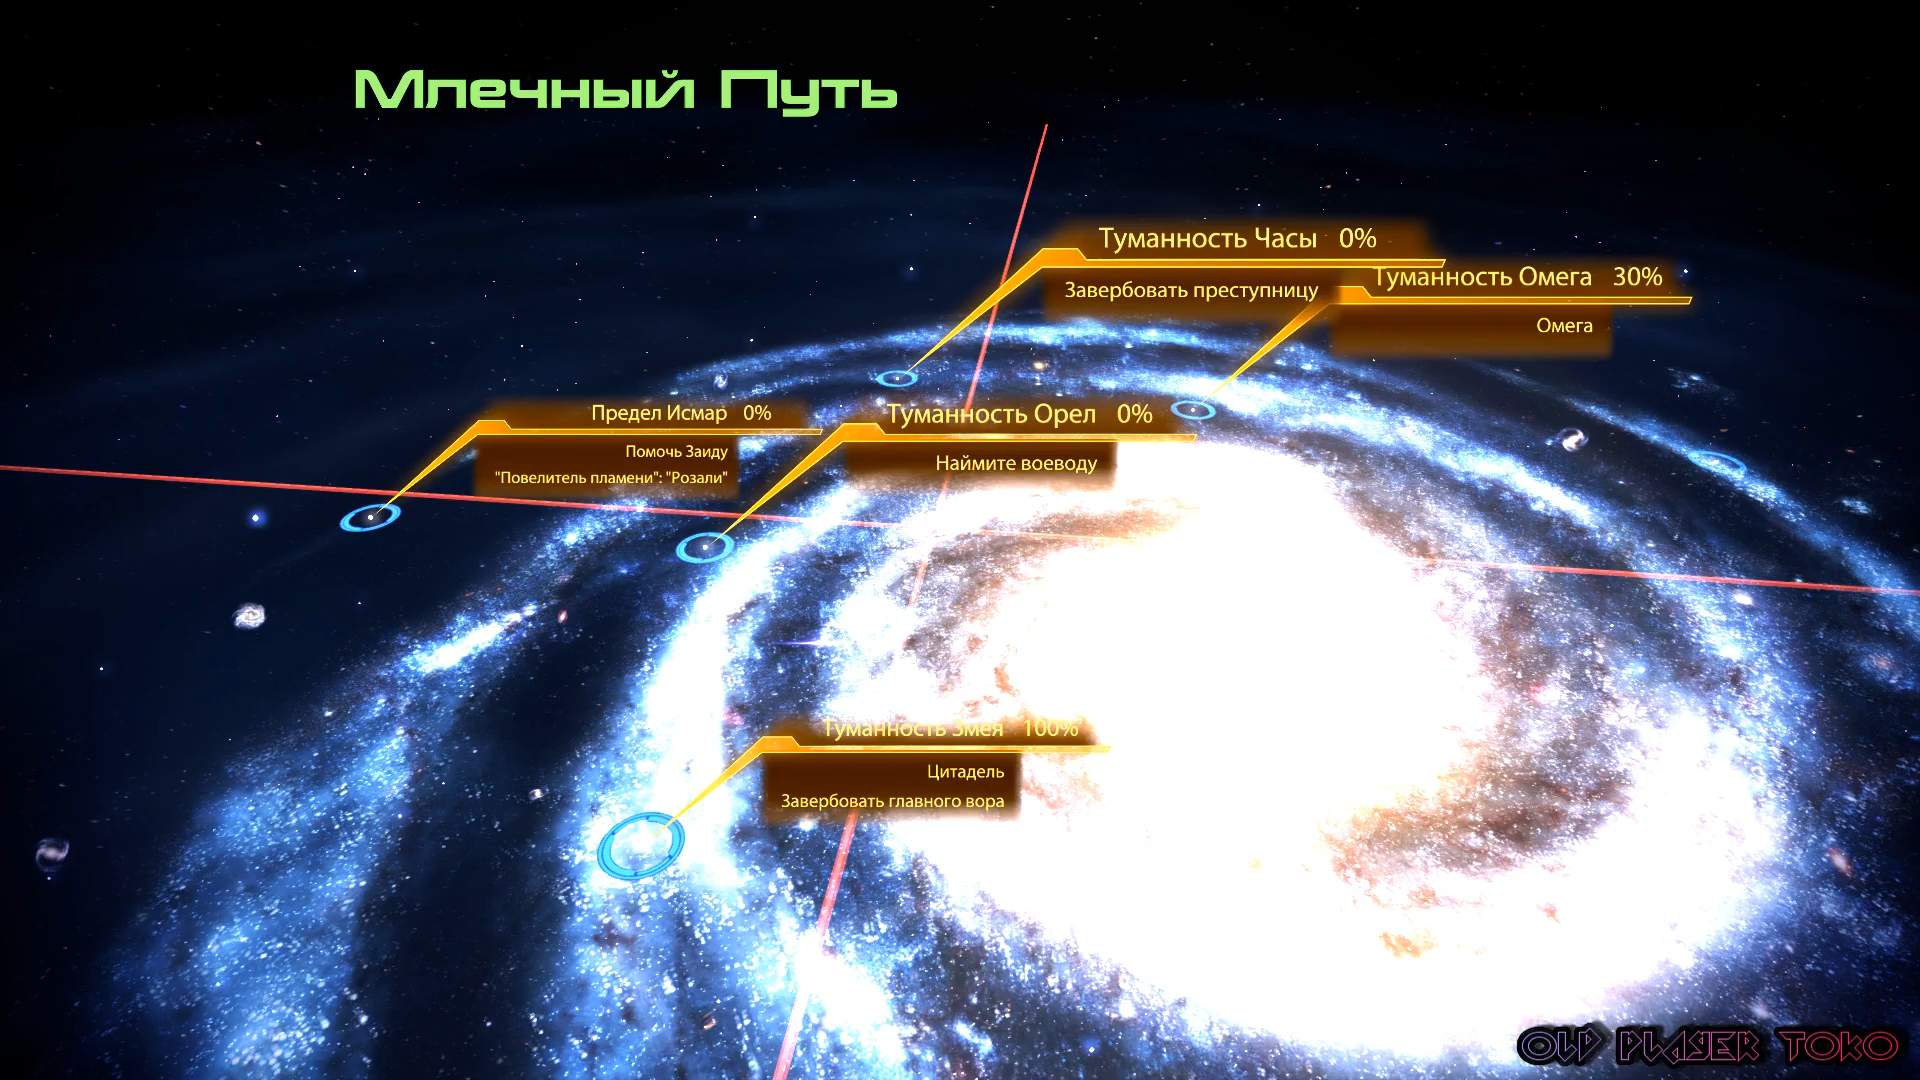 Млечный Путь
Туманность Часы 0%
Завербовать преступницу
Туманность Омега 30%
Омега
Предел Исмар 0%
Помочь Заиду
"Повелитель пламени": "Розали"
Туманность Орел 0%
Наймите воеводу
Туманность Змея 100%
Цитадель
Завербовать главного вора
OLD PLAYER TOKO